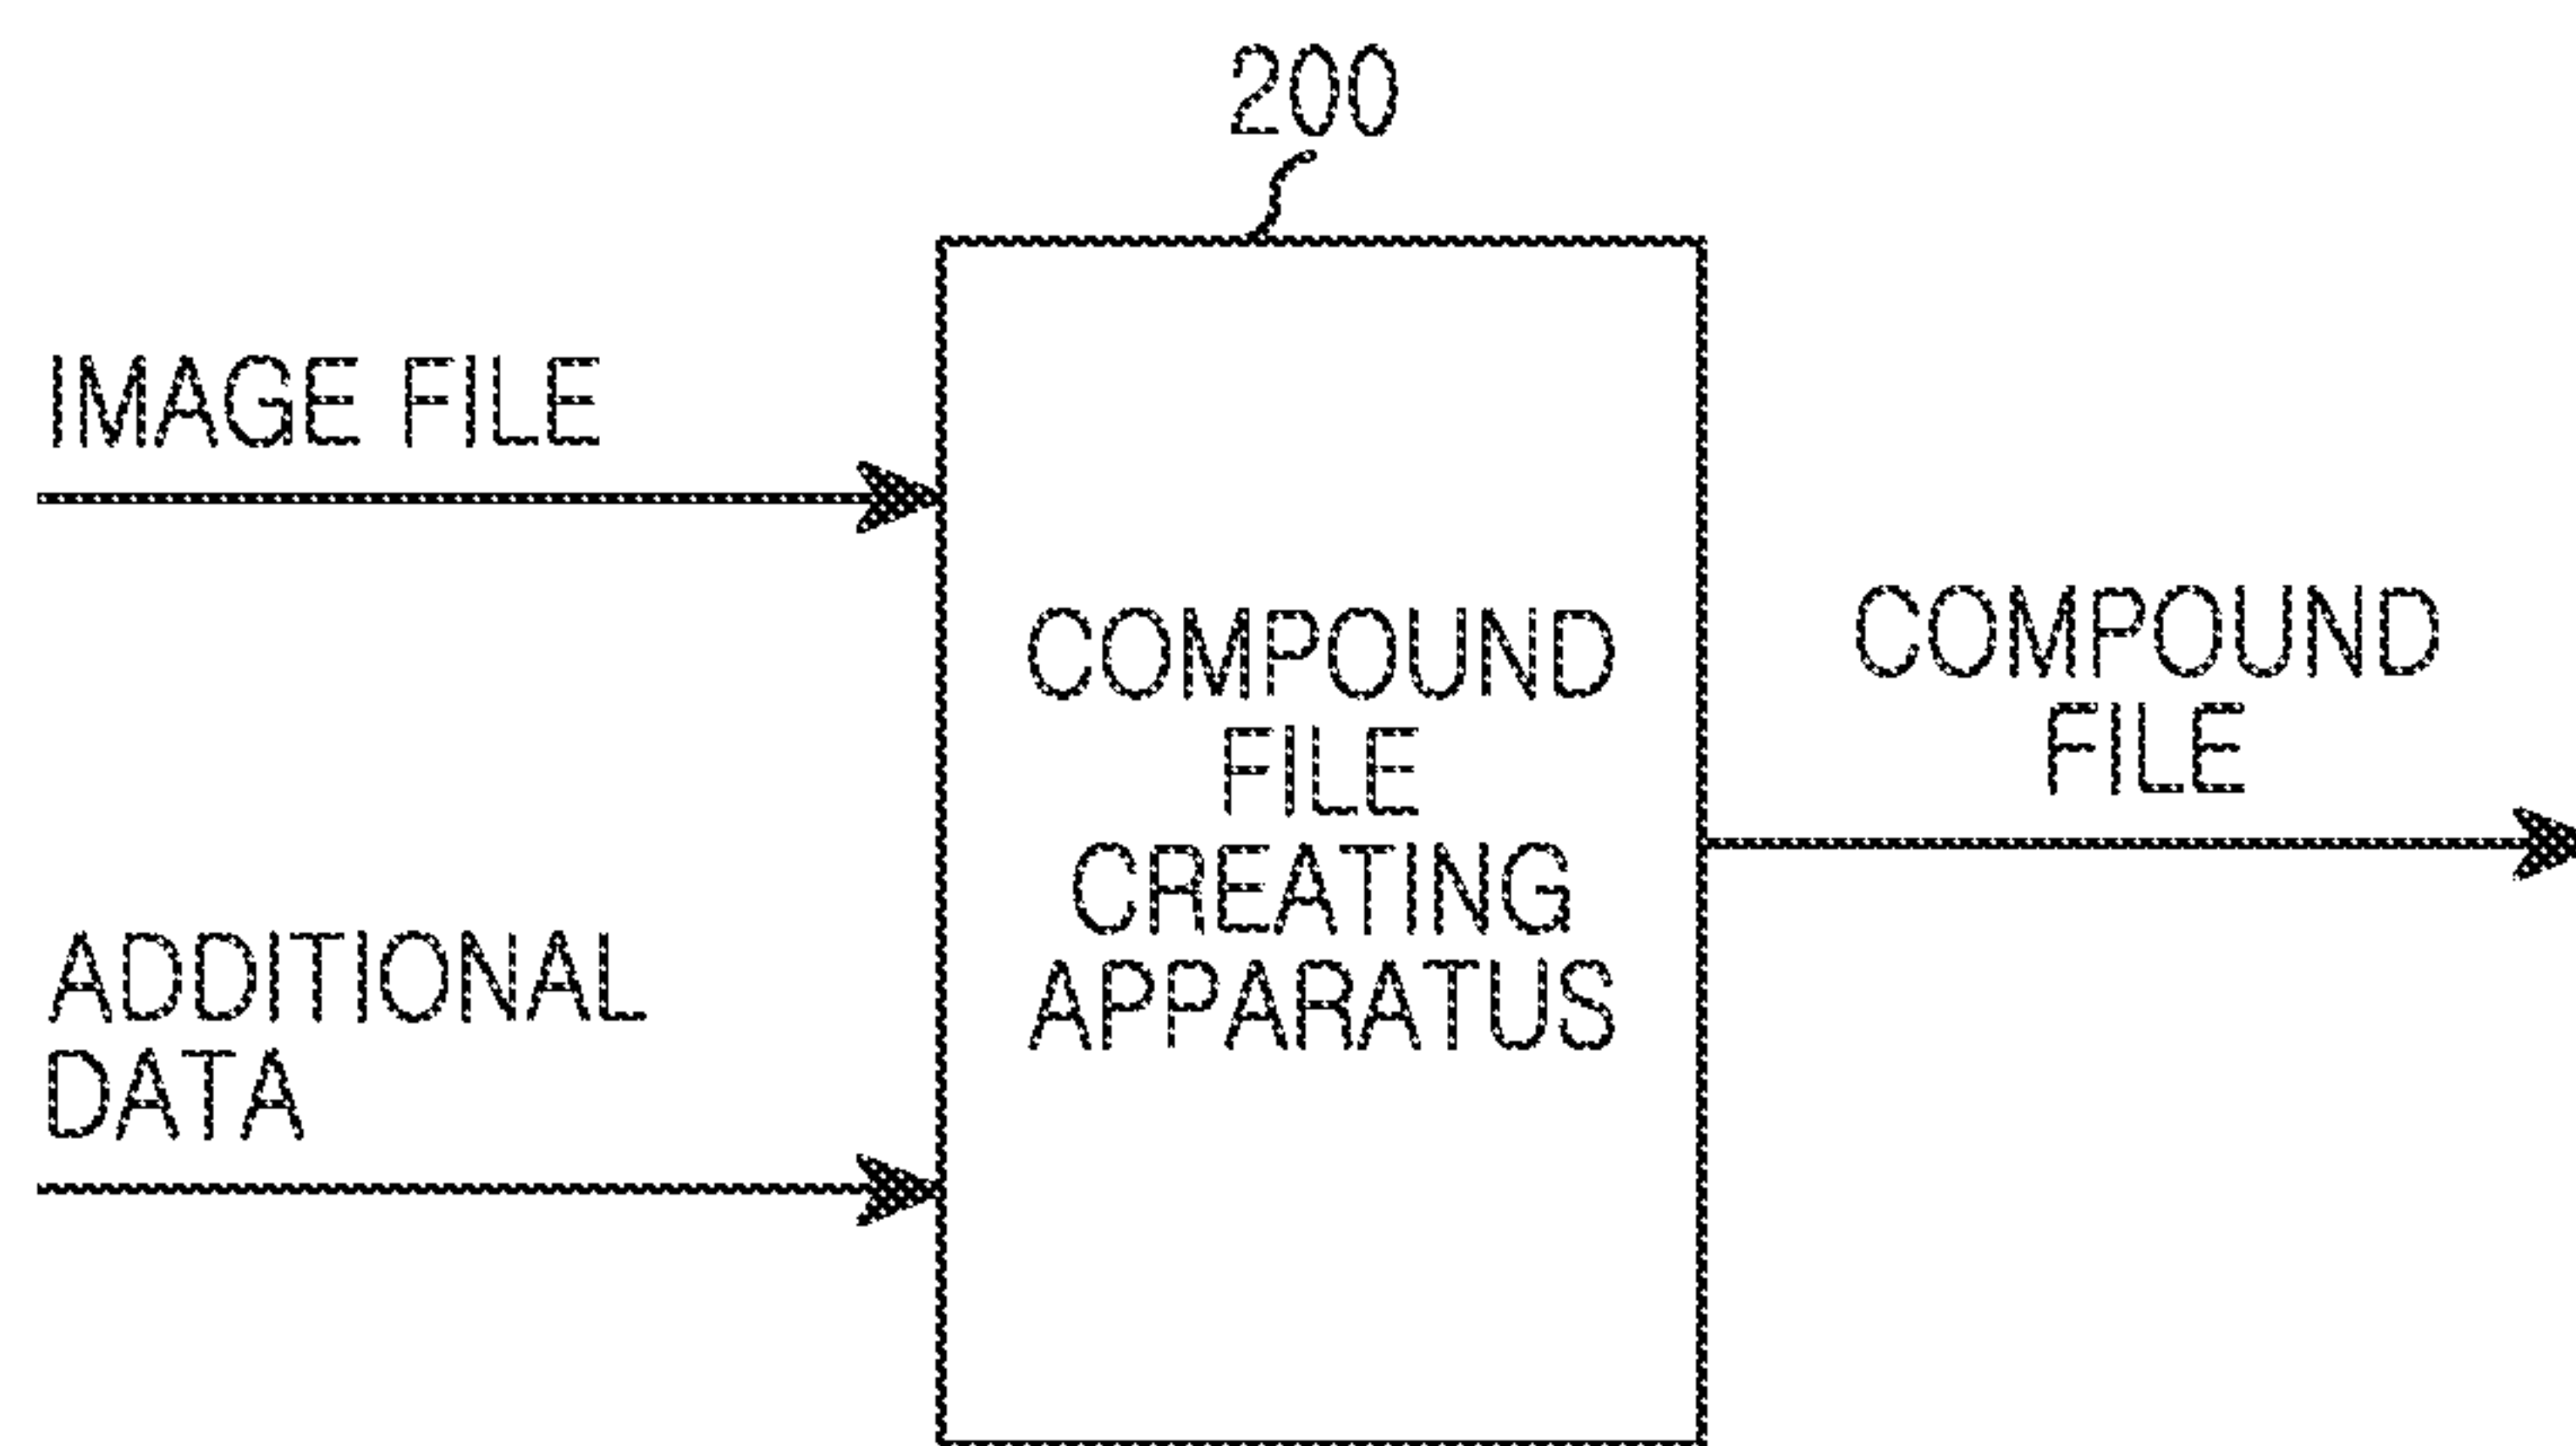 200
IMAGE FILE
ADDITIONAL
DATA
COMPOUND
FILE
CREATING
APPARATUS
COMPOUND
FILE